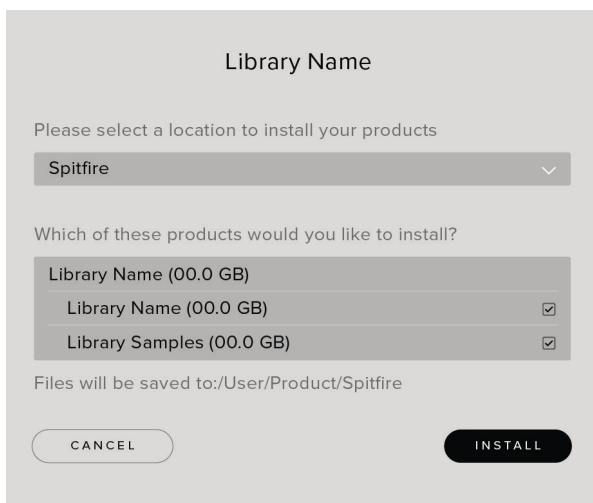 Library Name
Please select a location to install your products
Spitfire
Which of these products would you like to install?
Library Name (00.0 GB)
Library Name (00.0 GB)
Library Samples (00.0 GB)
Files will be saved to:/User/Product/Spitfire
CANCEL
INSTALL